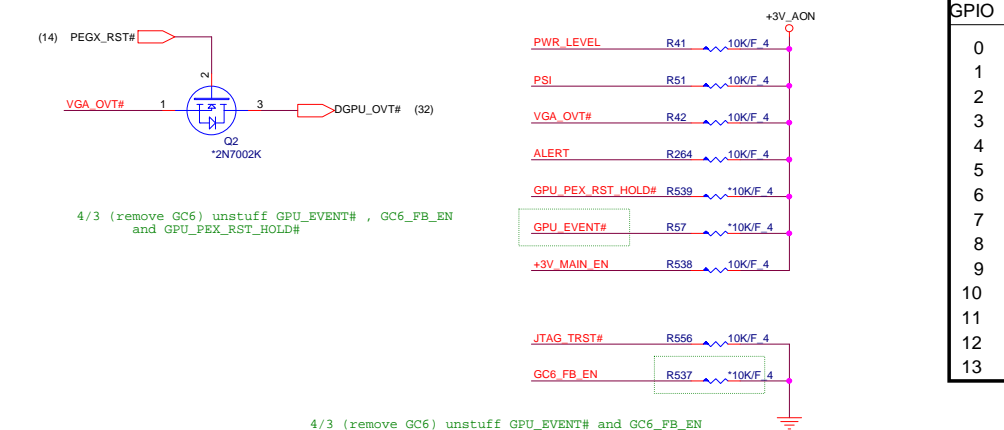 (14) PEGX_RST#
2
VGA_OVT# 1 3 DGPU_OVT# (32)
Q2
*2N7002K
4/3 (remove GC6) unstuff GPU_EVENT# , GC6_FB_EN
and GPU_PEX_RST_HOLD#
+3V_AON
PWR_LEVEL R41 10K/F_4
PSI R51 10K/F_4
VGA_OVT# R42 10K/F_4
ALERT R264 10K/F_4
GPU_PEX_RST_HOLD# R539 *10K/F_4
GPU_EVENT# R57 *10K/F_4
+3V_MAIN_EN R538 10K/F_4
JTAG_TRST# R556 10K/F_4
GC6_FB_EN R537 *10K/F_4
4/3 (remove GC6) unstuff GPU_EVENT# and GC6_FB_EN
GPIO
0
1
2
3
4
5
6
7
8
9
10
11
12
13